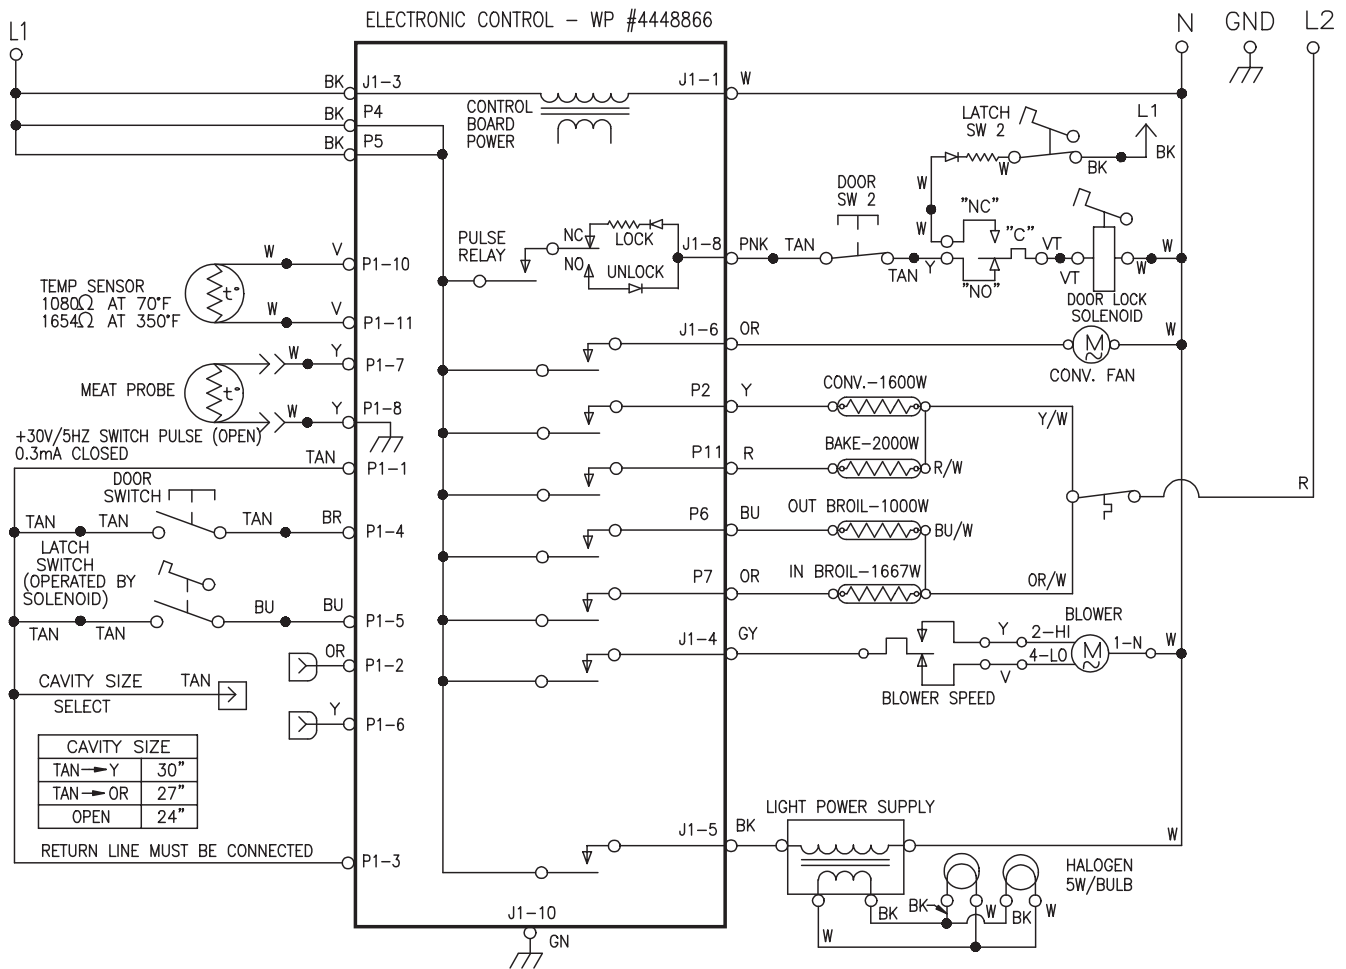 ELECTRONIC CONTROL – WP #4448866
L1
N
GND
L2
BK
J1-3
J1-1
W
BK
P4
CONTROL
BOARD
POWER
BK
P5
LATCH
SW 2
L1
BK
W
BK
W
DOOR
SW 2
W
"NC"
"C"
W
V
P1-10
PULSE
RELAY
NC
LOCK
NO
UNLOCK
J1-8
PNK
TAN
TAN
Y
"NO"
VT
VT
W
W
DOOR LOCK
SOLENOID
TEMP SENSOR
1080Ω AT 70°F
1654Ω AT 350°F
t°
W
V
P1-11
J1-6
OR
M
W
CONV. FAN
MEAT PROBE
t°
W
Y
P1-7
W
Y
P1-8
P2
Y
CONV.-1600W
Y/W
+30V/5HZ SWITCH PULSE (OPEN)
0.3mA CLOSED
TAN
P1-1
P11
R
BAKE-2000W
R/W
R
DOOR
SWITCH
TAN
TAN
TAN
BR
P1-4
P6
BU
OUT BROIL-1000W
BU/W
LATCH
SWITCH
(OPERATED BY
SOLENOID)
P7
OR
IN BROIL-1667W
OR/W
TAN
TAN
BU
BU
P1-5
J1-4
GY
Y
2-HI
BLOWER
M
1-N
W
4-LO
V
BLOWER SPEED
OR
P1-2
CAVITY SIZE
SELECT
TAN
Y
P1-6
CAVITY SIZE
TAN→Y 30"
TAN→OR 27"
OPEN 24"
LIGHT POWER SUPPLY
J1-5
BK
W
RETURN LINE MUST BE CONNECTED
P1-3
HALOGEN
5W/BULB
BK
BK
W
BK
W
W
J1-10
GN